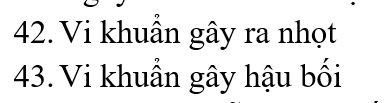 42. Vi khuẩn gây ra nhọt
43. Vi khuẩn gây hậu bối